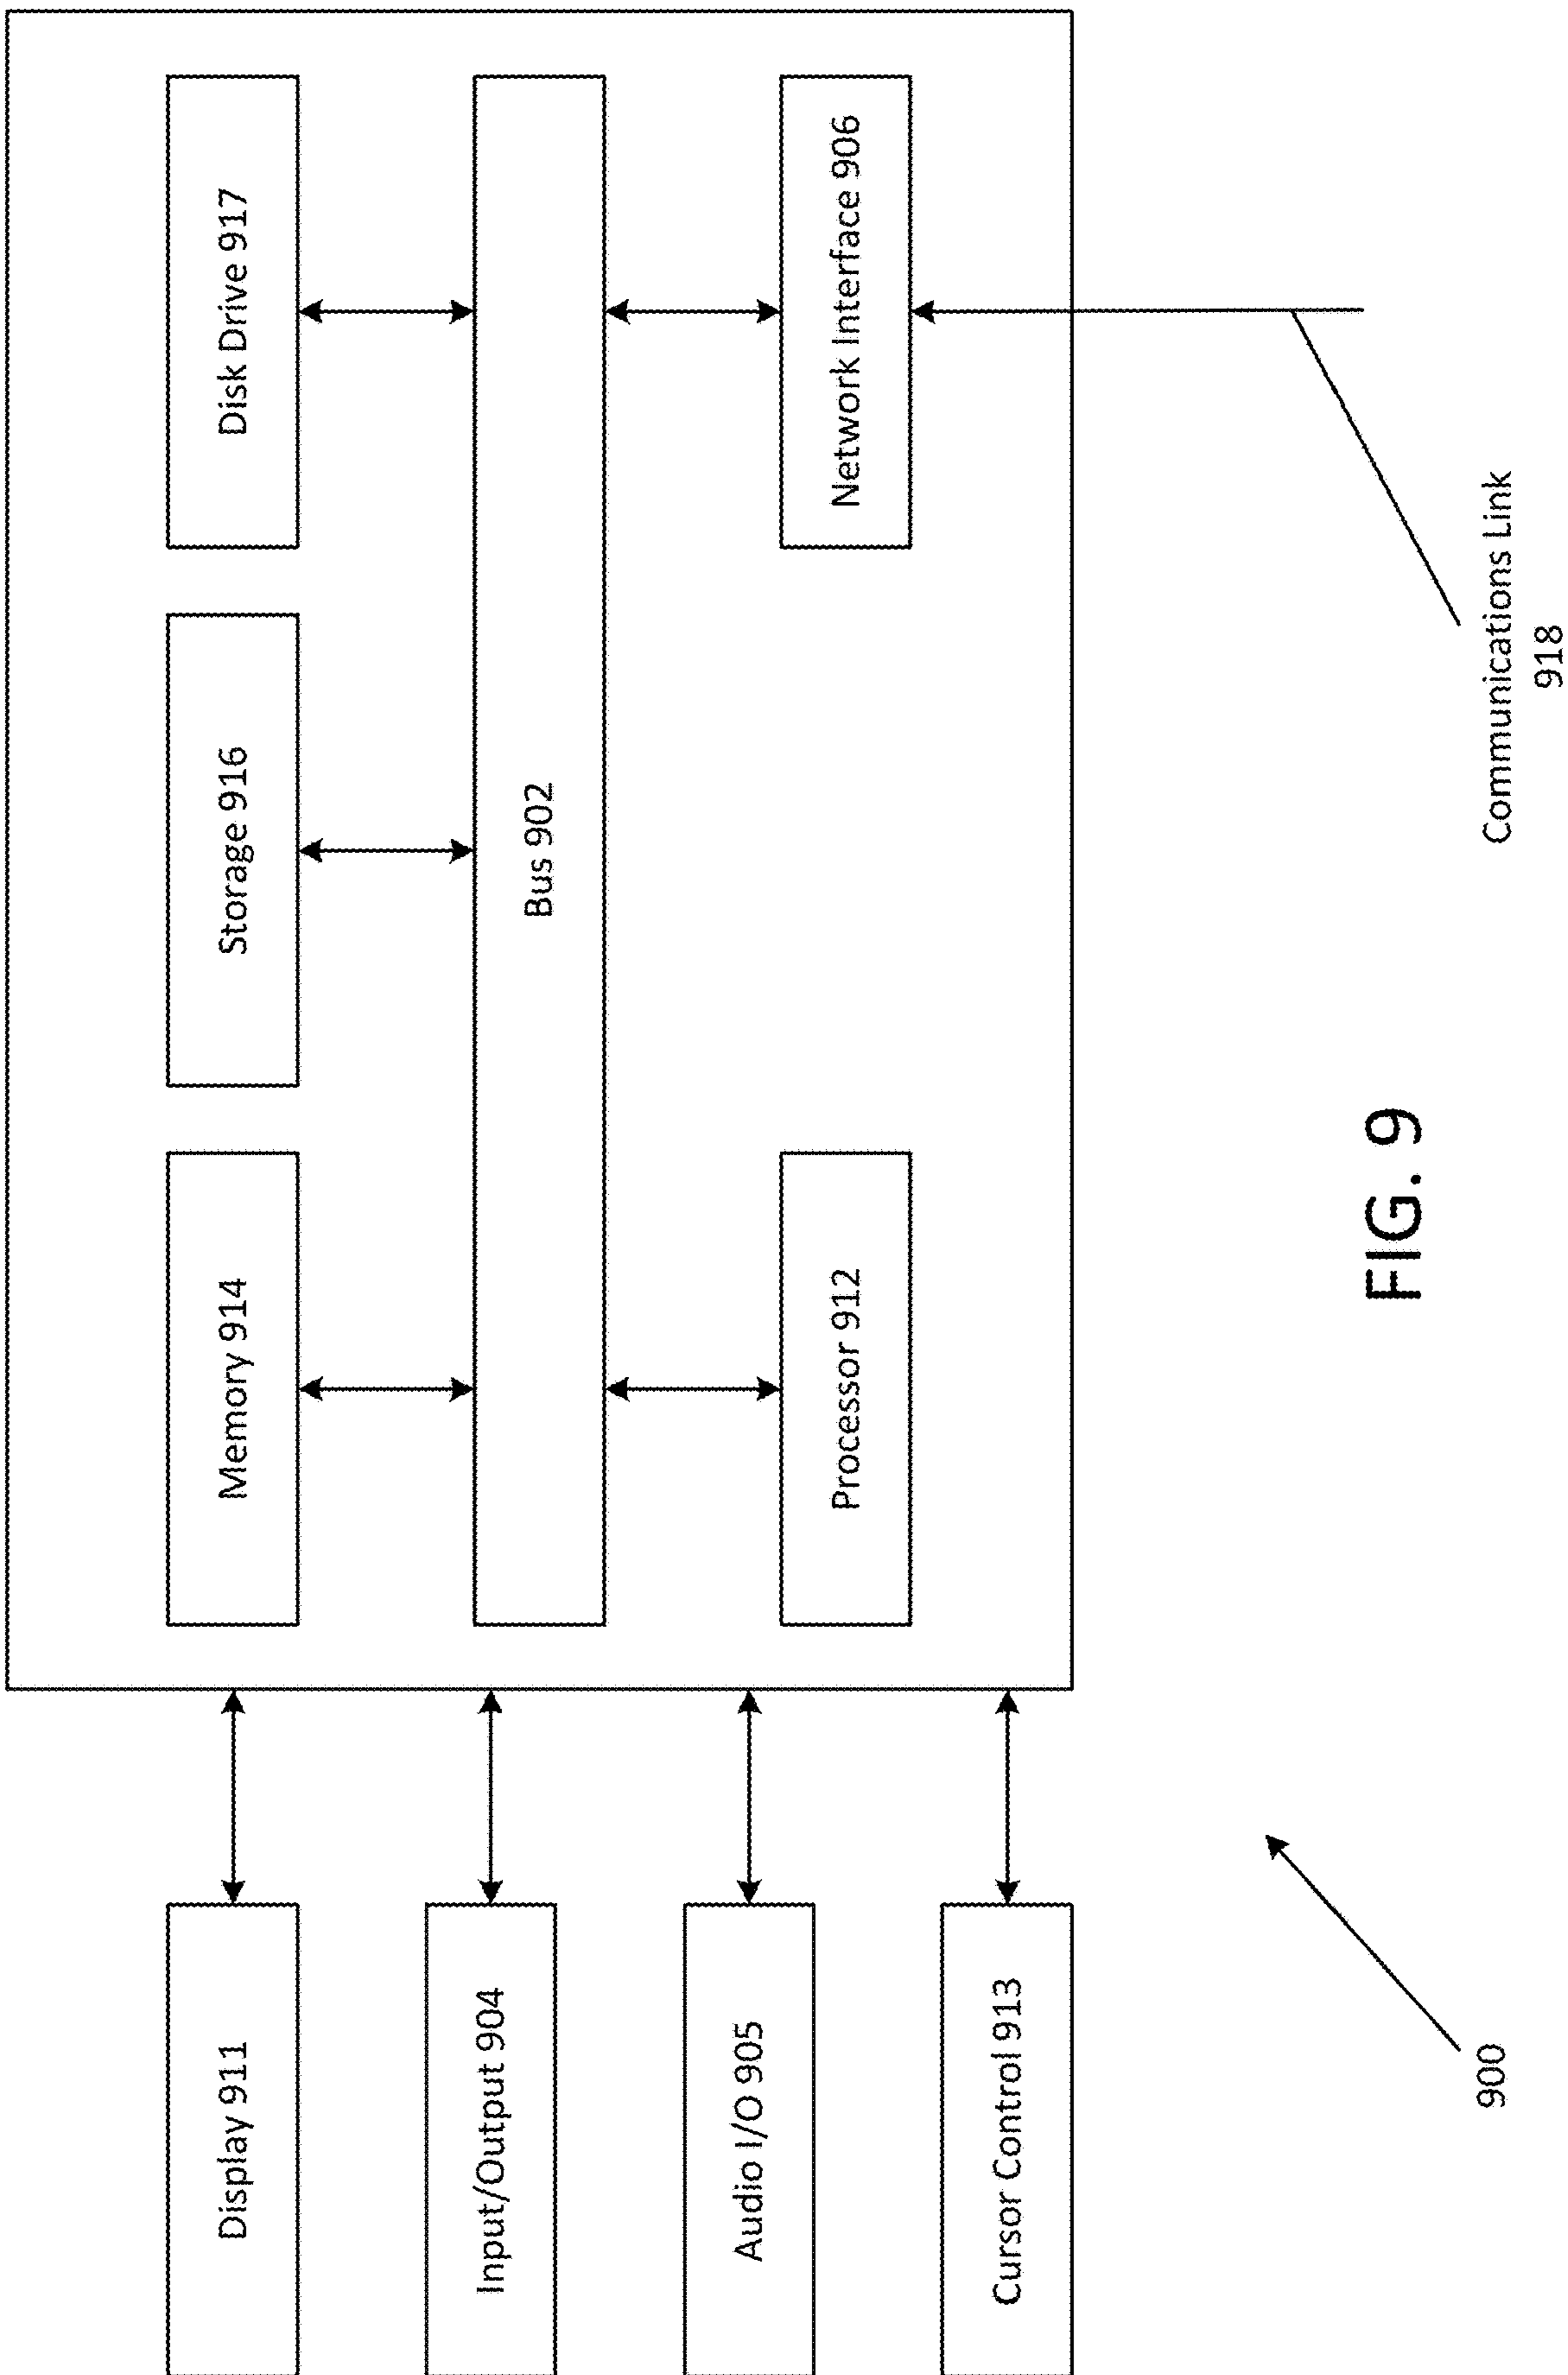 Display 911
Input/Output 904
Audio I/O 905
Cursor Control 913
Memory 914
Storage 916
Disk Drive 917
Bus 902
Processor 912
Network Interface 906
900
FIG. 9
Communications Link
918